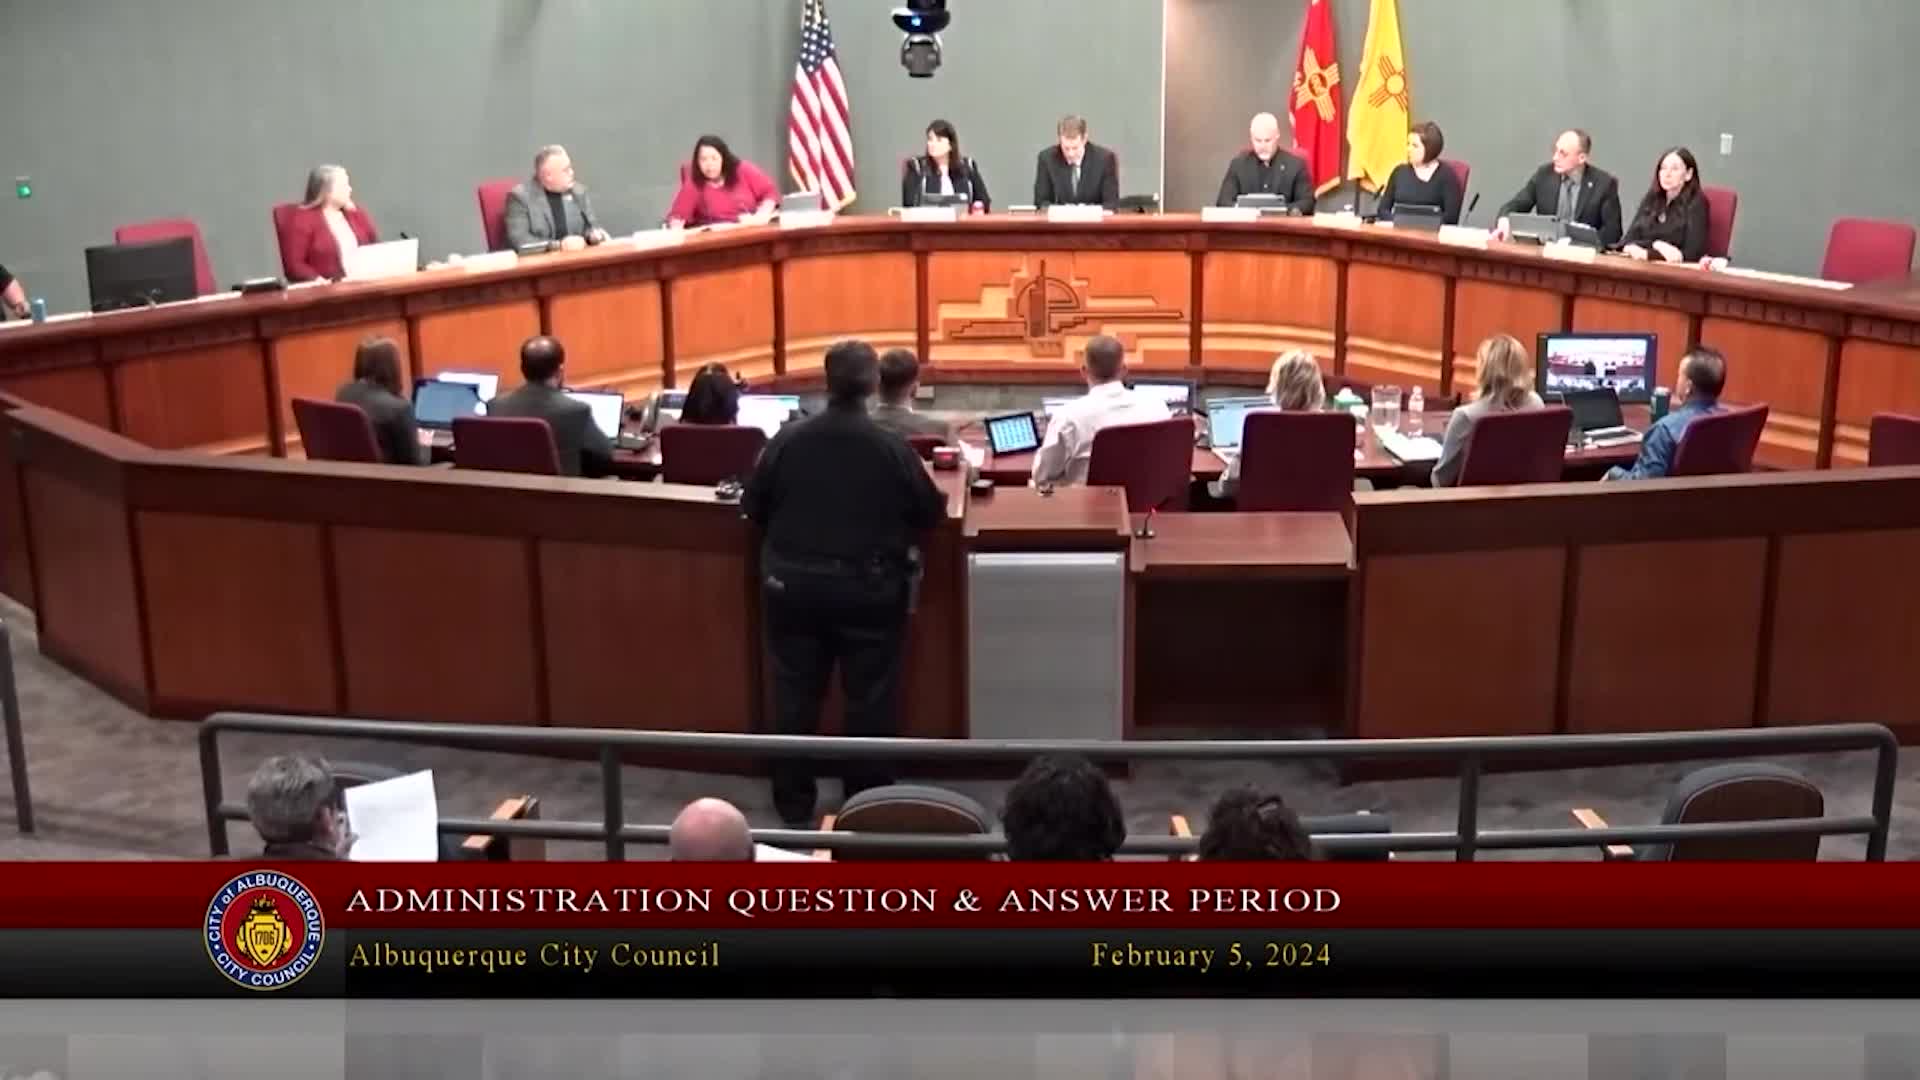 ADMINISTRATION QUESTION & ANSWER PERIOD
Albuquerque City Council
February 5, 2024
CITY of ALBUQUERQUE
1706
CITY COUNCIL